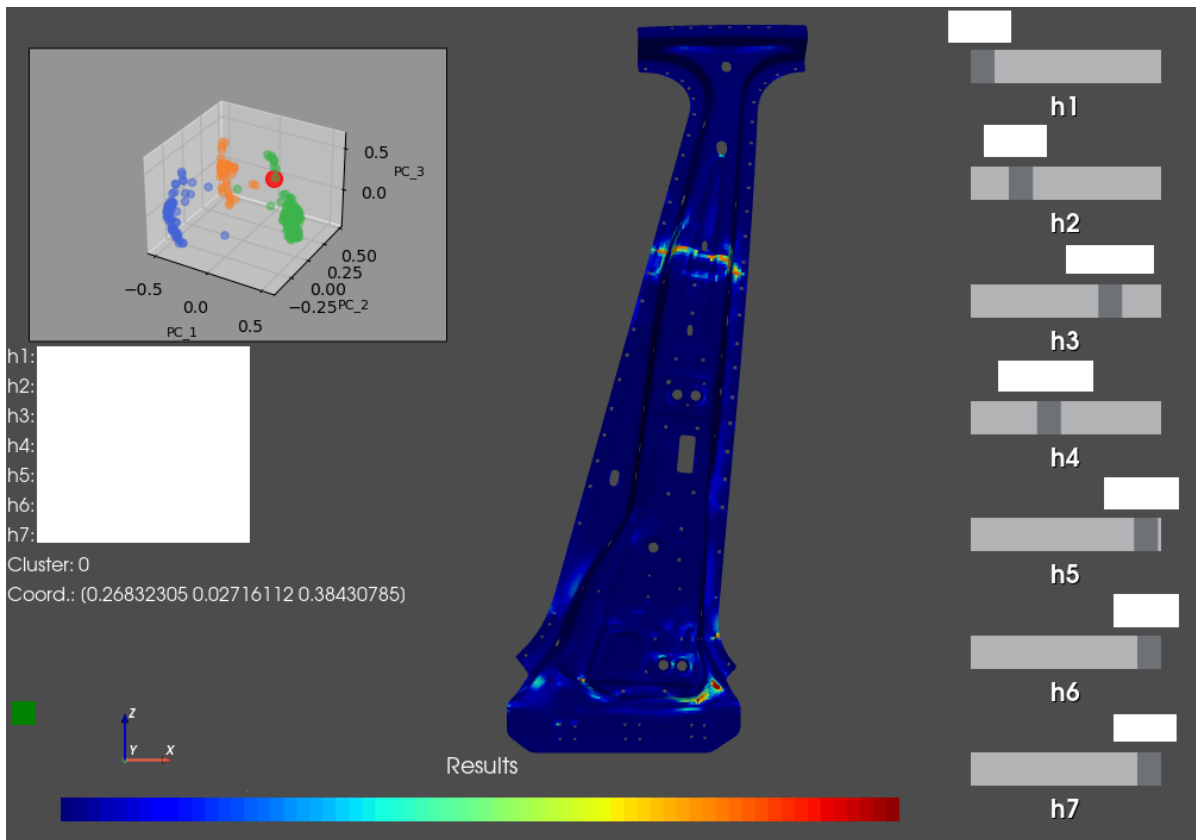 0.5
PC_3
0.0
0.50
0.25
0.00
−0.25
PC_2
−0.5
0.0
0.5
PC_1
h1:
h2:
h3:
h4:
h5:
h6:
h7:
Cluster: 0
Coord.: [0.26832305 0.02716112 0.38430785]
Z
Y X
Results
h1
h2
h3
h4
h5
h6
h7